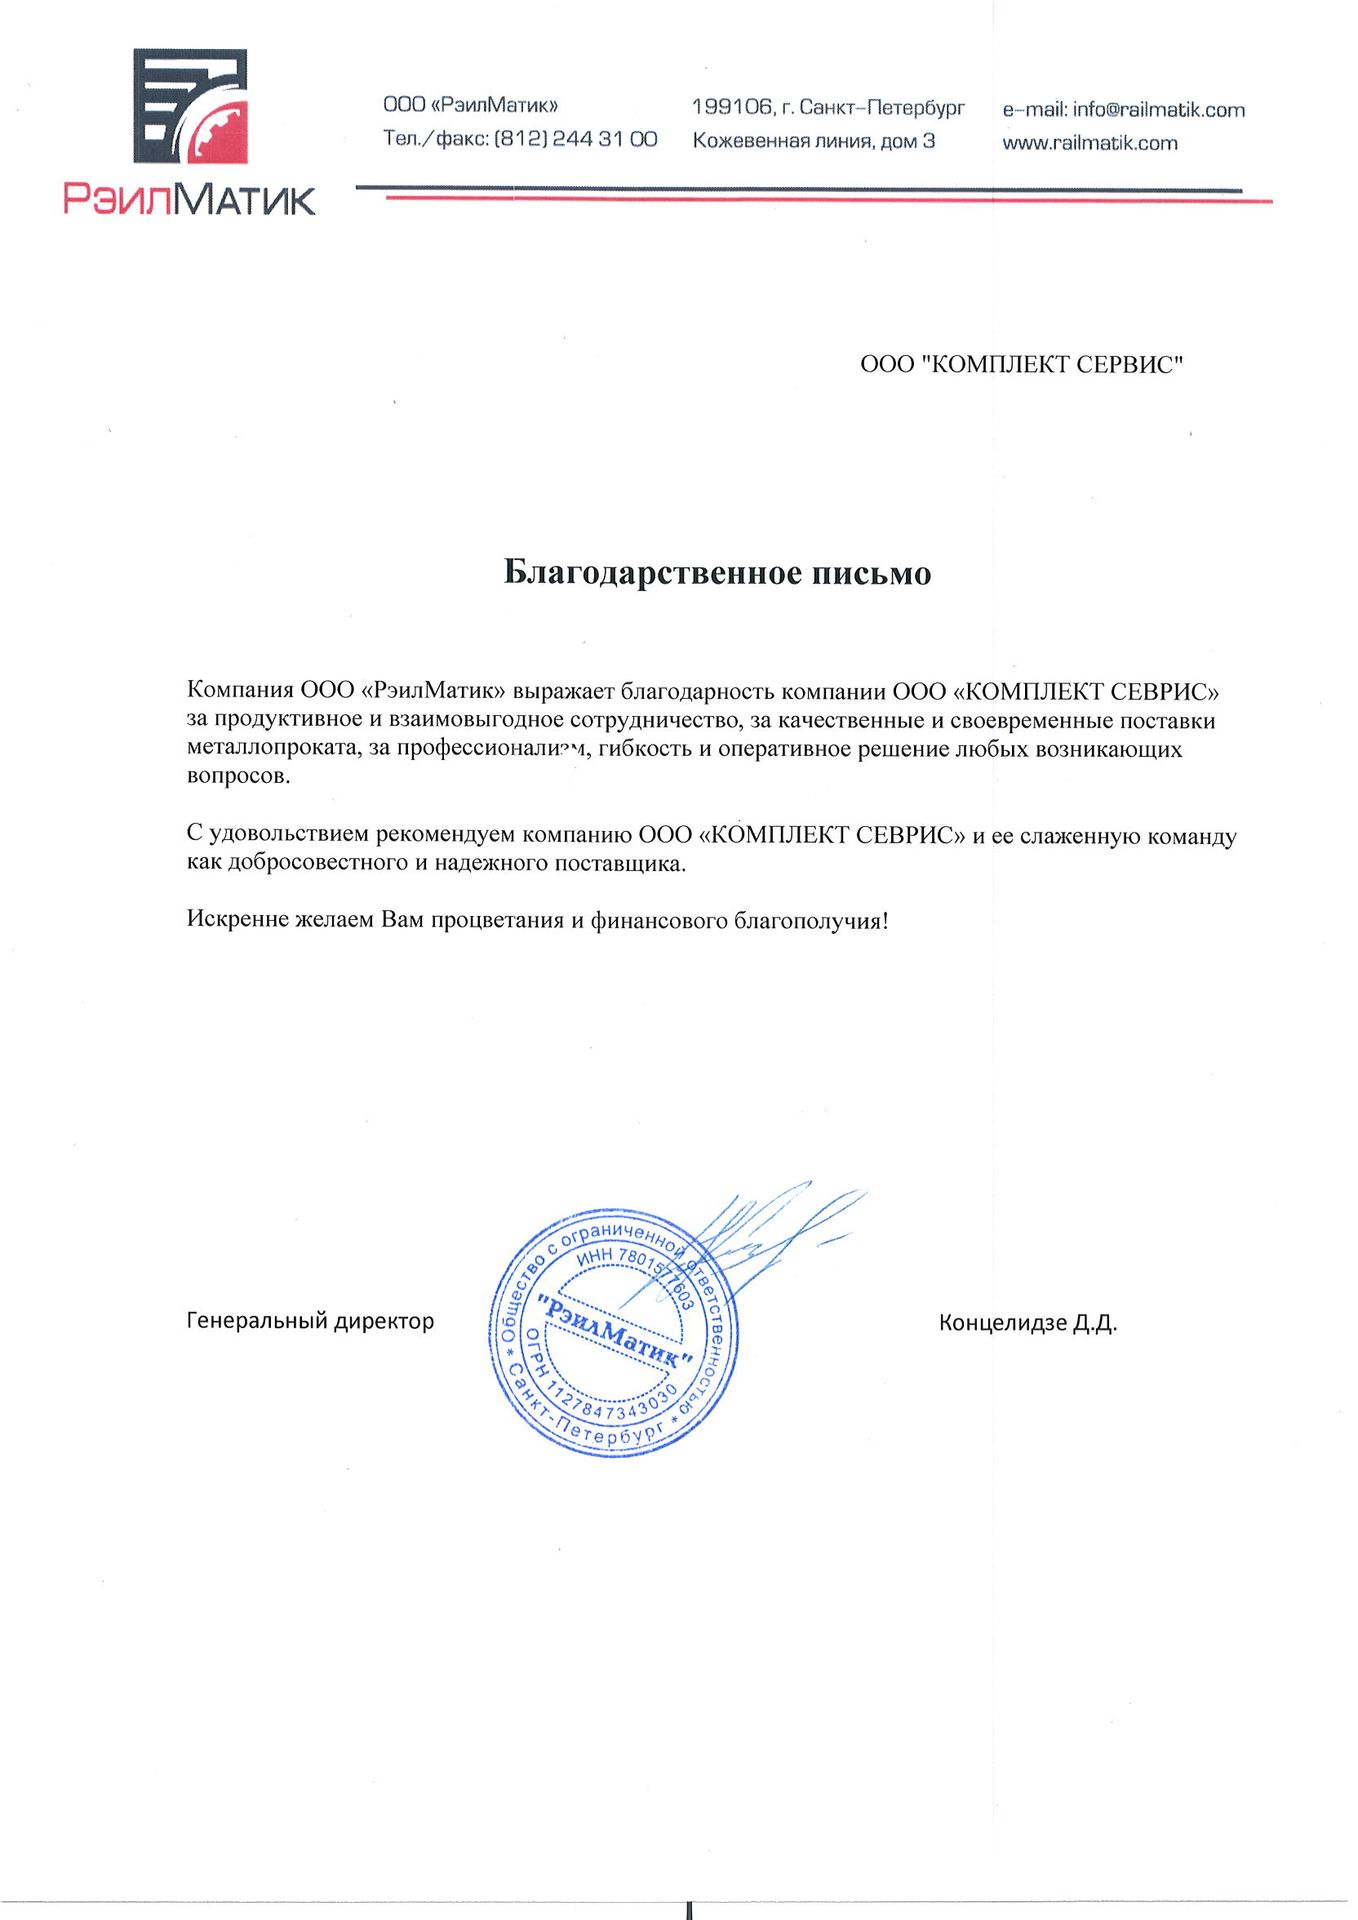 РэилМатик
ООО «РэилМатик»
Тел./факс: (812) 244 31 00
199106, г. Санкт-Петербург
Кожевенная линия, дом 3
e-mail: info@railmatik.com
www.railmatik.com
ООО "КОМПЛЕКТ СЕРВИС"
Благодарственное письмо
Компания ООО «РэилМатик» выражает благодарность компании ООО «КОМПЛЕКТ СЕВРИС»
за продуктивное и взаимовыгодное сотрудничество, за качественные и своевременные поставки
металлопроката, за профессионализм, гибкость и оперативное решение любых возникающих
вопросов.
С удовольствием рекомендуем компанию ООО «КОМПЛЕКТ СЕВРИС» и ее слаженную команду
как добросовестного и надежного поставщика.
Искренне желаем Вам процветания и финансового благополучия!
Генеральный директор
* Общество с ограниченной ответственностью *
Санкт-Петербург
ИНН 7801577603
"РэилМатик"
ОГРН 1127847343030
Концелидзе Д.Д.